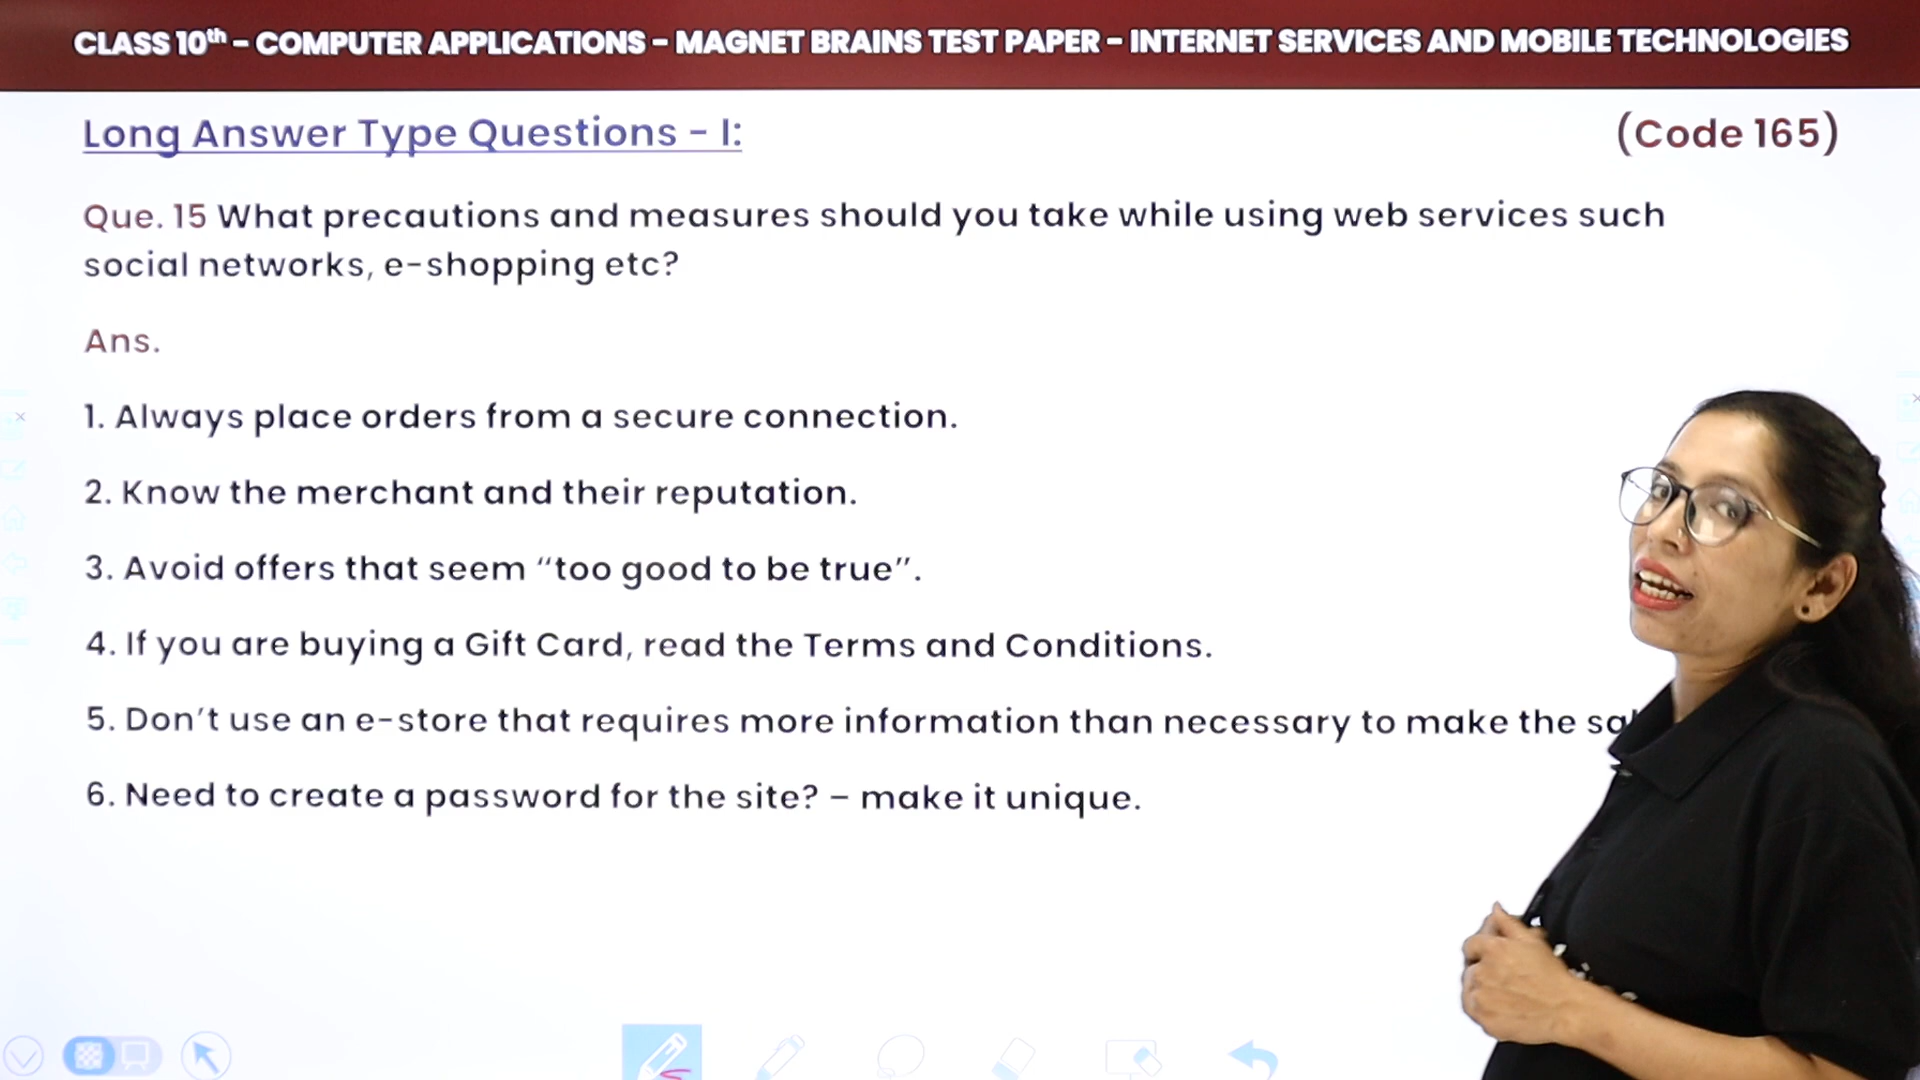 CLASS 10th - COMPUTER APPLICATIONS - MAGNET BRAINS TEST PAPER - INTERNET SERVICES AND MOBILE TECHNOLOGIES
Long Answer Type Questions - I:
(Code 165)
Que. 15 What precautions and measures should you take while using web services such
social networks, e-shopping etc?
Ans.
1. Always place orders from a secure connection.
2. Know the merchant and their reputation.
3. Avoid offers that seem “too good to be true”.
4. If you are buying a Gift Card, read the Terms and Conditions.
5. Don’t use an e-store that requires more information than necessary to make the
6. Need to create a password for the site? – make it unique.